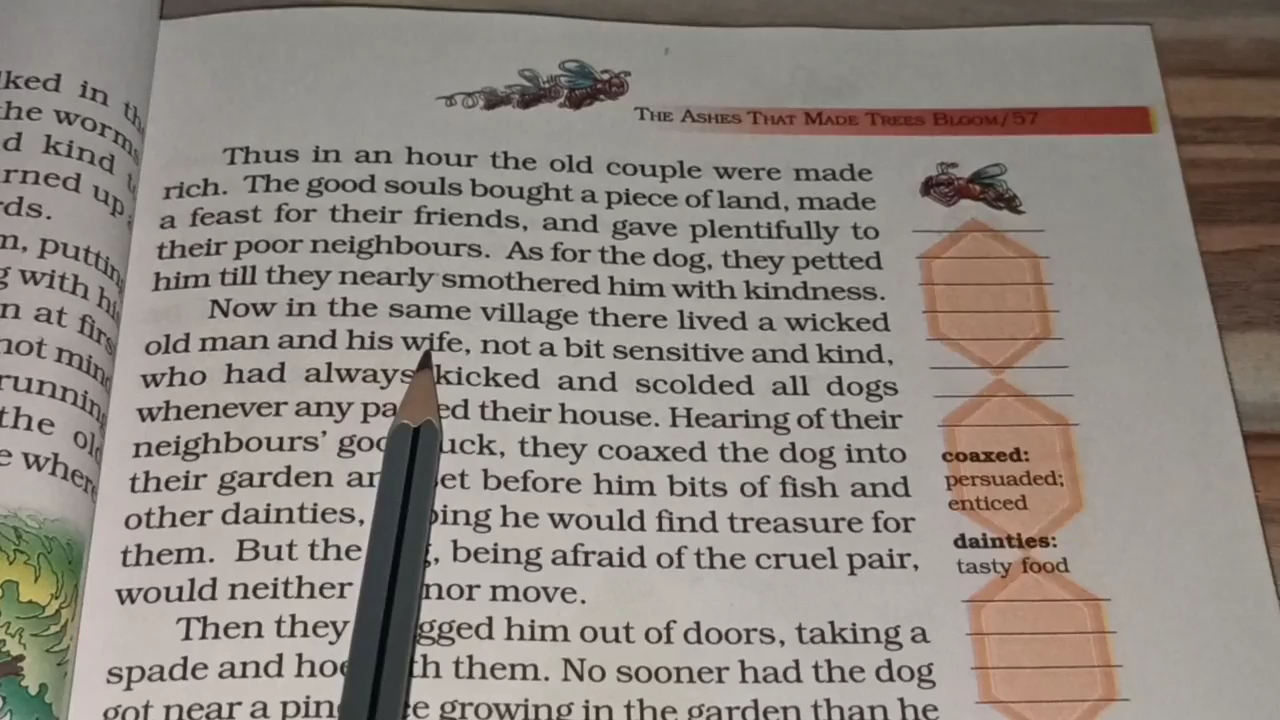 ked in th
he worms
d kind t
rned up,
rds.
n, putting
g with hi
n at firs
not mind
running
the old
e where
THE ASHES THAT MADE TREES BLOOM/57
Thus in an hour the old couple were made
rich. The good souls bought a piece of land, made
a feast for their friends, and gave plentifully to
their poor neighbours. As for the dog, they petted
him till they nearly smothered him with kindness.
Now in the same village there lived a wicked
old man and his wife, not a bit sensitive and kind,
who had always kicked and scolded all dogs
whenever any pa ed their house. Hearing of their
neighbours' goo uck, they coaxed the dog into
their garden an et before him bits of fish and
other dainties, ping he would find treasure for
them. But the g, being afraid of the cruel pair,
would neither nor move.
Then they gged him out of doors, taking a
spade and hoe th them. No sooner had the dog
got near a pine e growing in the garden than he
coaxed:
persuaded;
enticed
dainties:
tasty food